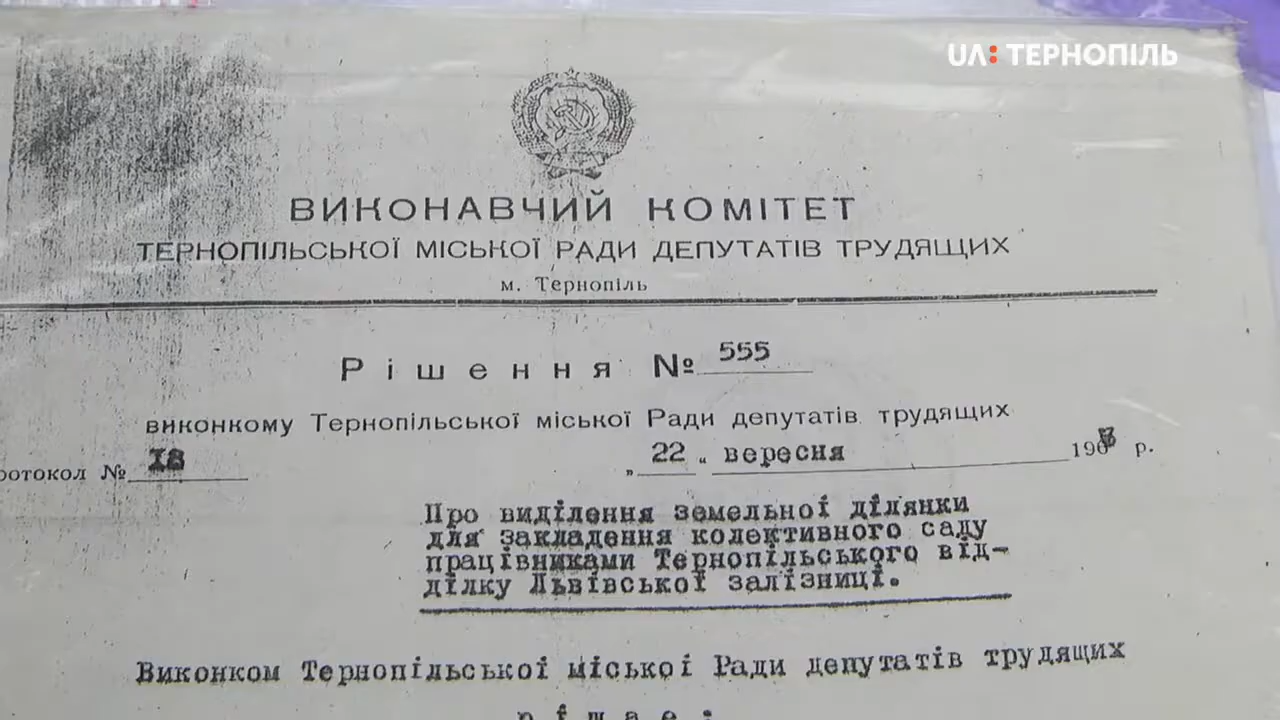 UA: ТЕРНОПІЛЬ
ВИКОНАВЧИЙ КОМІТЕТ
ТЕРНОПІЛЬСЬКОЇ МІСЬКОЇ РАДИ ДЕПУТАТІВ ТРУДЯЩИХ
м. Тернопіль
Рішення № 555
виконкому Тернопільської міської Ради депутатів трудящих
ротокол № I8 „ 22 „ вересня р.
Про виділення земельної ділянки
для закладення колективного саду
працівниками Тернопільського від-
ділку Львівської залізниці.
Виконком Тернопільської міської Ради депутатів трудящих
рішає: